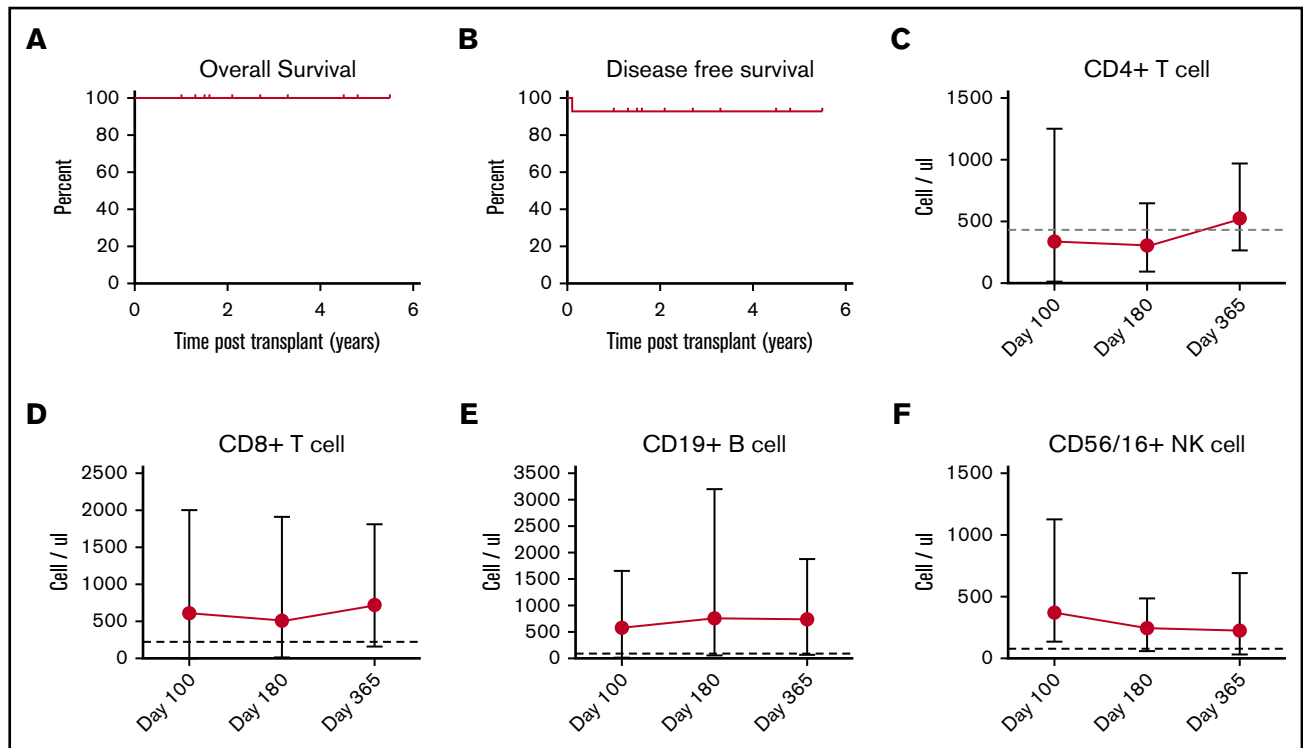 A
Overall Survival
100
80
60
40
20
0
Percent
0 2 4 6
Time post transplant (years)
B
Disease free survival
100
80
60
40
20
0
Percent
0 2 4 6
Time post transplant (years)
C
CD4+ T cell
1500
1000
500
0
Cell / ul
Day 100
Day 180
Day 365
D
CD8+ T cell
2500
2000
1500
1000
500
0
Cell / ul
Day 100
Day 180
Day 365
E
CD19+ B cell
3500
3000
2500
2000
1500
1000
500
0
Cell / ul
Day 100
Day 180
Day 365
F
CD56/16+ NK cell
1500
1000
500
0
Cell / ul
Day 100
Day 180
Day 365